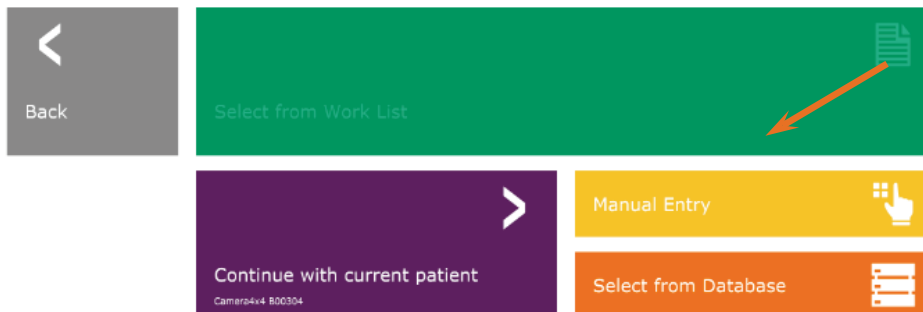 Back
Select from Work List
Manual Entry
Continue with current patient
Camera4x4 B00304
Select from Database